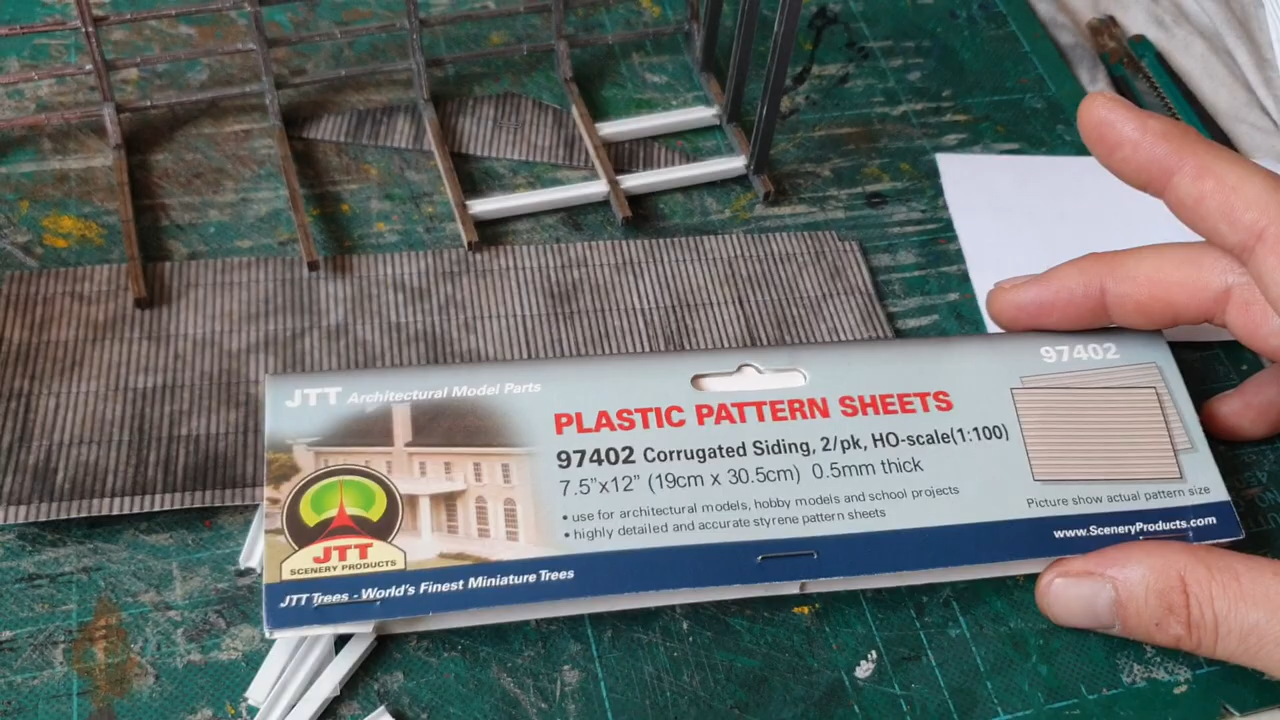 JTT Architectural Model Parts
97402
PLASTIC PATTERN SHEETS
97402 Corrugated Siding, 2/pk, HO-scale(1:100)
7.5"x12" (19cm x 30.5cm) 0.5mm thick
• use for architectural models, hobby models and school projects
• highly detailed and accurate styrene pattern sheets
Picture show actual pattern size
JTT
SCENERY PRODUCTS
www.SceneryProducts.com
JTT Trees - World's Finest Miniature Trees